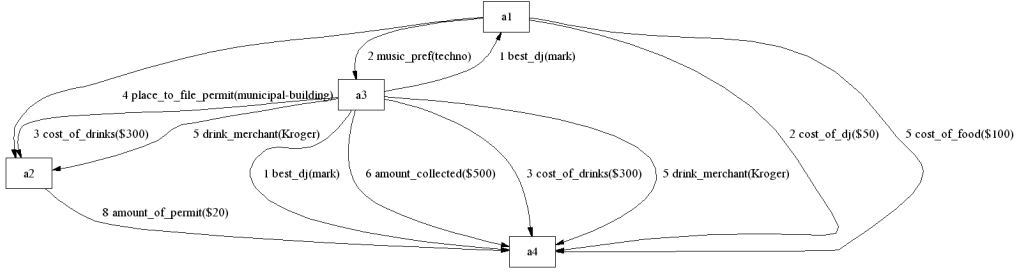 a1
2 music_pref(techno)
1 best_dj(mark)
4 place_to_file_permit(municipal-building)
a3
3 cost_of_drinks($300)
5 drink_merchant(Kroger)
2 cost_of_dj($50)
5 cost_of_food($100)
a2
1 best_dj(mark)
6 amount_collected($500)
3 cost_of_drinks($300)
5 drink_merchant(Kroger)
8 amount_of_permit($20)
a4